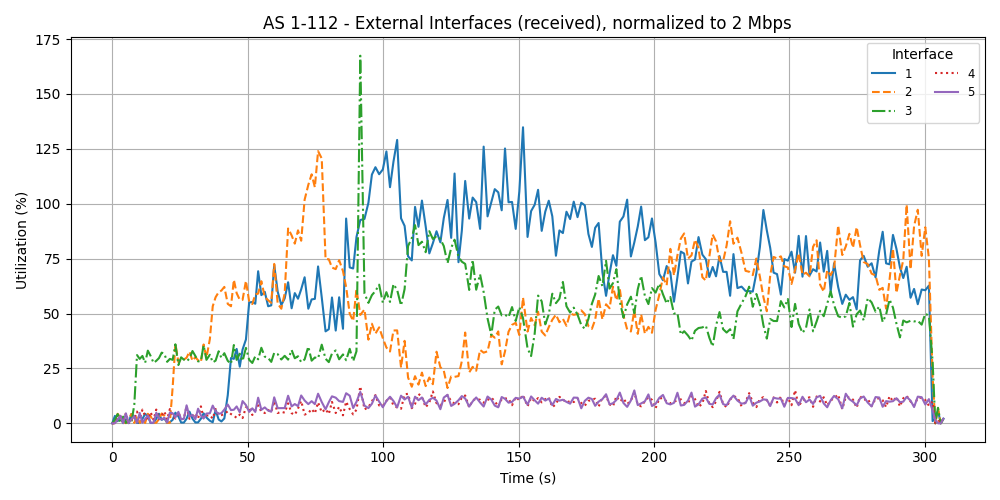 AS 1-112 - External Interfaces (received), normalized to 2 Mbps
Utilization (%)
175
150
125
100
75
50
25
0
0 50 100 150 200 250 300
Time (s)
Interface
1 4
2 5
3